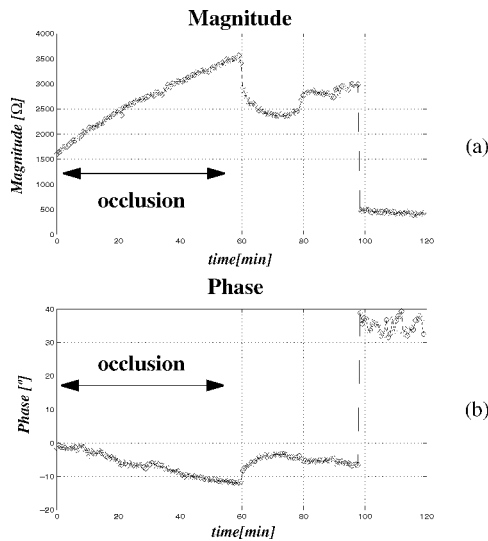 Magnitude
4000
3500
3000
2500
2000
1500
1000
500
0
Magnitude [Ω]
occlusion
0 20 40 60 80 100 120
time[min]
(a)
Phase
40
30
20
10
0
−10
−20
Phase [º]
occlusion
0 20 40 60 80 100 120
time[min]
(b)